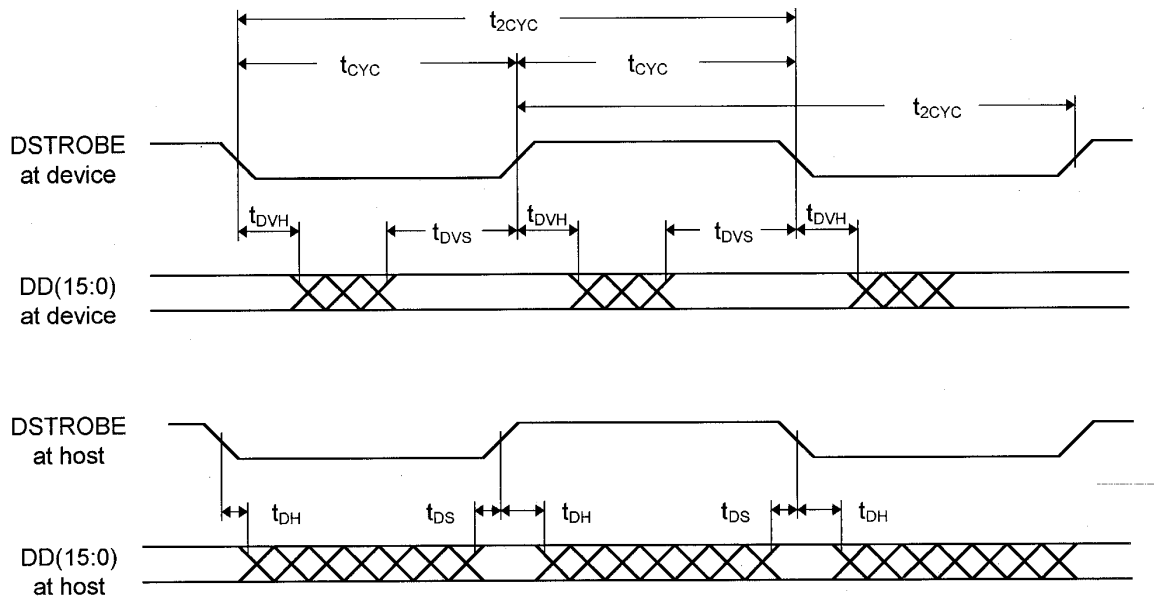 t2CYC
tCYC
tCYC
t2CYC
DSTROBE
at device
tDVH
tDVS
tDVH
tDVS
tDVH
DD(15:0)
at device
DSTROBE
at host
tDH
tDS
tDH
tDS
tDH
DD(15:0)
at host